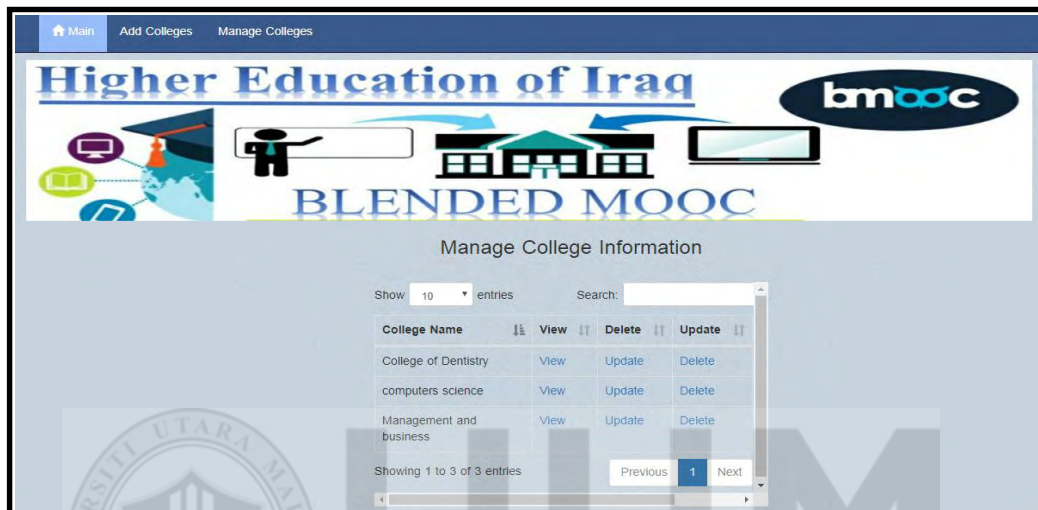 Main Add Colleges Manage Colleges
Higher Education of Iraq
bmooc
BLENDED MOOC
Manage College Information
Show 10 entries Search:
College Name View Delete Update
College of Dentistry View Update Delete
computers science View Update Delete
Management and business View Update Delete
Showing 1 to 3 of 3 entries Previous 1 Next
UTARA
UUM